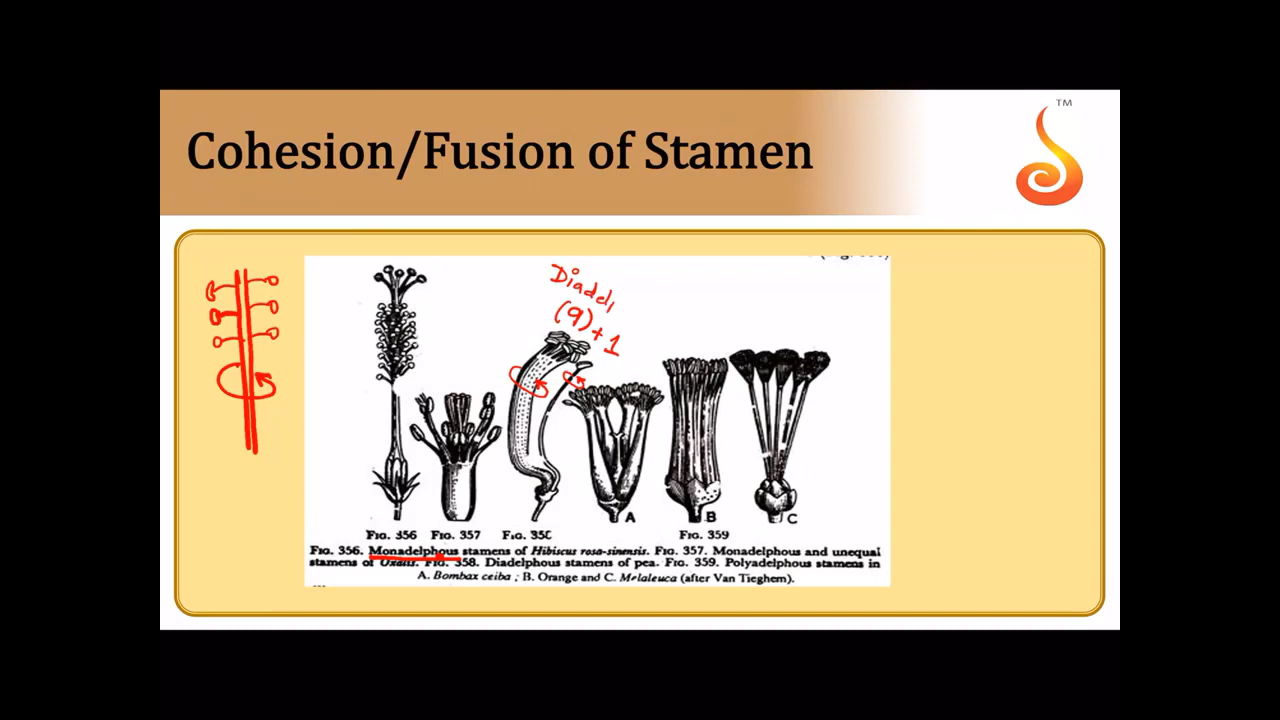 TM
Cohesion/Fusion of Stamen
Diadel
(9)+1
A
B
C
FIG. 356
FIG. 357
FIG. 358
FIG. 359
FIG. 356. Monadelphous stamens of Hibiscus rosa-sinensis. FIG. 357. Monadelphous and unequal
stamens of Oxalis. FIG. 358. Diadelphous stamens of pea. FIG. 359. Polyadelphous stamens in
A. Bombax ceiba ; B. Orange and C. Melaleuca (after Van Tieghem).